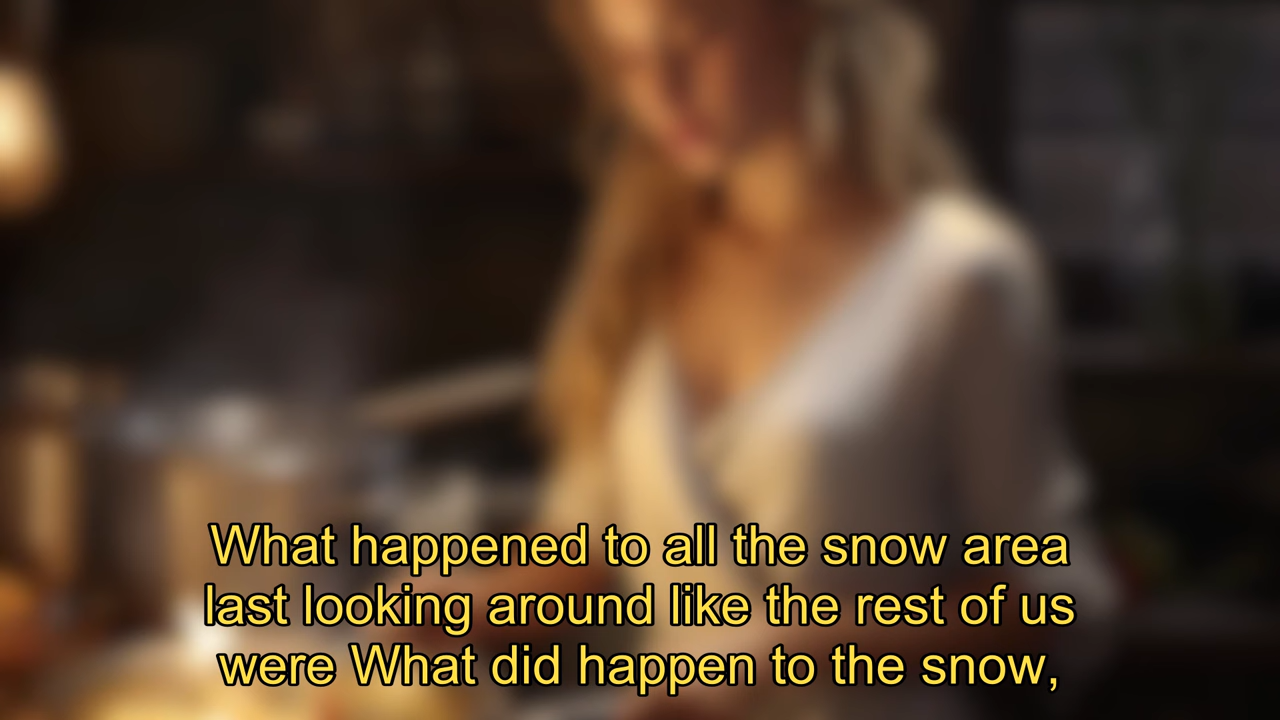 What happened to all the snow area
last looking around like the rest of us
were What did happen to the snow,